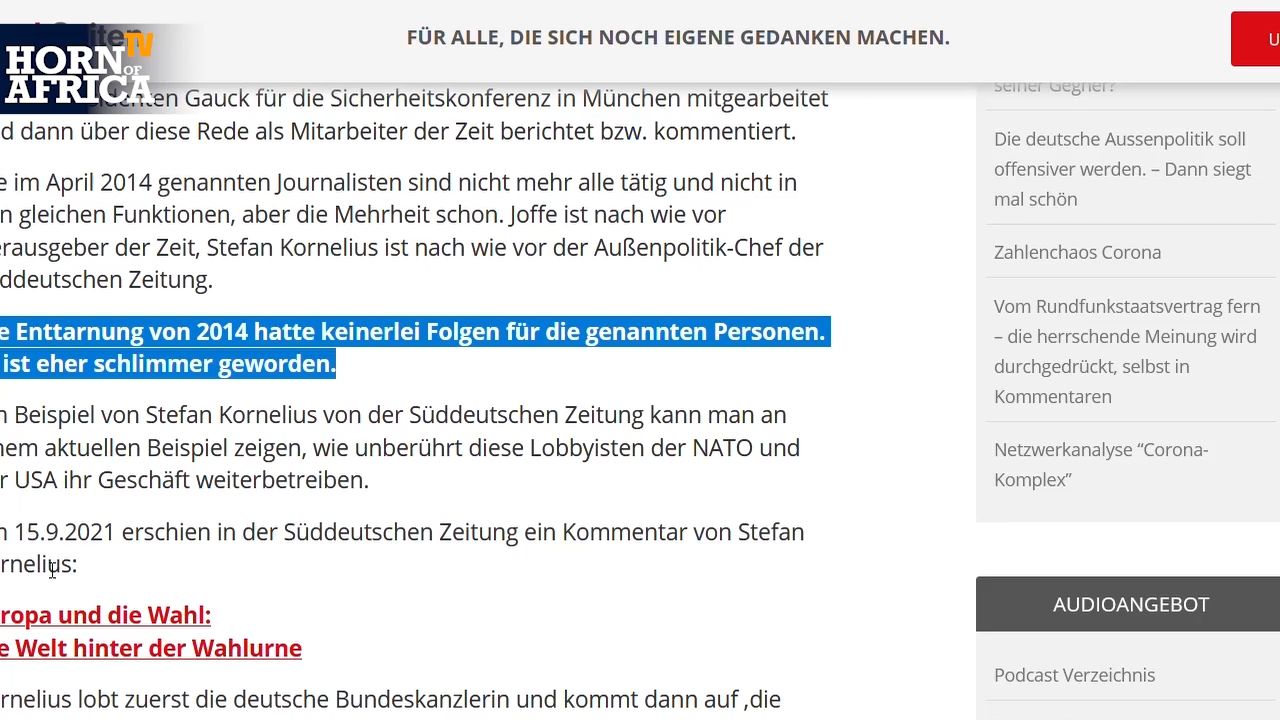 HORN TV
OF
AFRICA
FÜR ALLE, DIE SICH NOCH EIGENE GEDANKEN MACHEN.
U
Gauck für die Sicherheitskonferenz in München mitgearbeitet
d dann über diese Rede als Mitarbeiter der Zeit berichtet bzw. kommentiert.
e im April 2014 genannten Journalisten sind nicht mehr alle tätig und nicht in
n gleichen Funktionen, aber die Mehrheit schon. Joffe ist nach wie vor
erausgeber der Zeit, Stefan Kornelius ist nach wie vor der Außenpolitik-Chef der
ddeutschen Zeitung.
e Enttarnung von 2014 hatte keinerlei Folgen für die genannten Personen.
ist eher schlimmer geworden.
n Beispiel von Stefan Kornelius von der Süddeutschen Zeitung kann man an
nem aktuellen Beispiel zeigen, wie unberührt diese Lobbyisten der NATO und
r USA ihr Geschäft weiterbetreiben.
n 15.9.2021 erschien in der Süddeutschen Zeitung ein Kommentar von Stefan
rnelius:
ropa und die Wahl:
e Welt hinter der Wahlurne
rnelius lobt zuerst die deutsche Bundeskanzlerin und kommt dann auf ‚die
seiner Gegner?
Die deutsche Aussenpolitik soll
offensiver werden. – Dann siegt
mal schön
Zahlenchaos Corona
Vom Rundfunkstaatsvertrag fern
– die herrschende Meinung wird
durchgedrückt, selbst in
Kommentaren
Netzwerkanalyse “Corona-
Komplex”
AUDIOANGEBOT
Podcast Verzeichnis